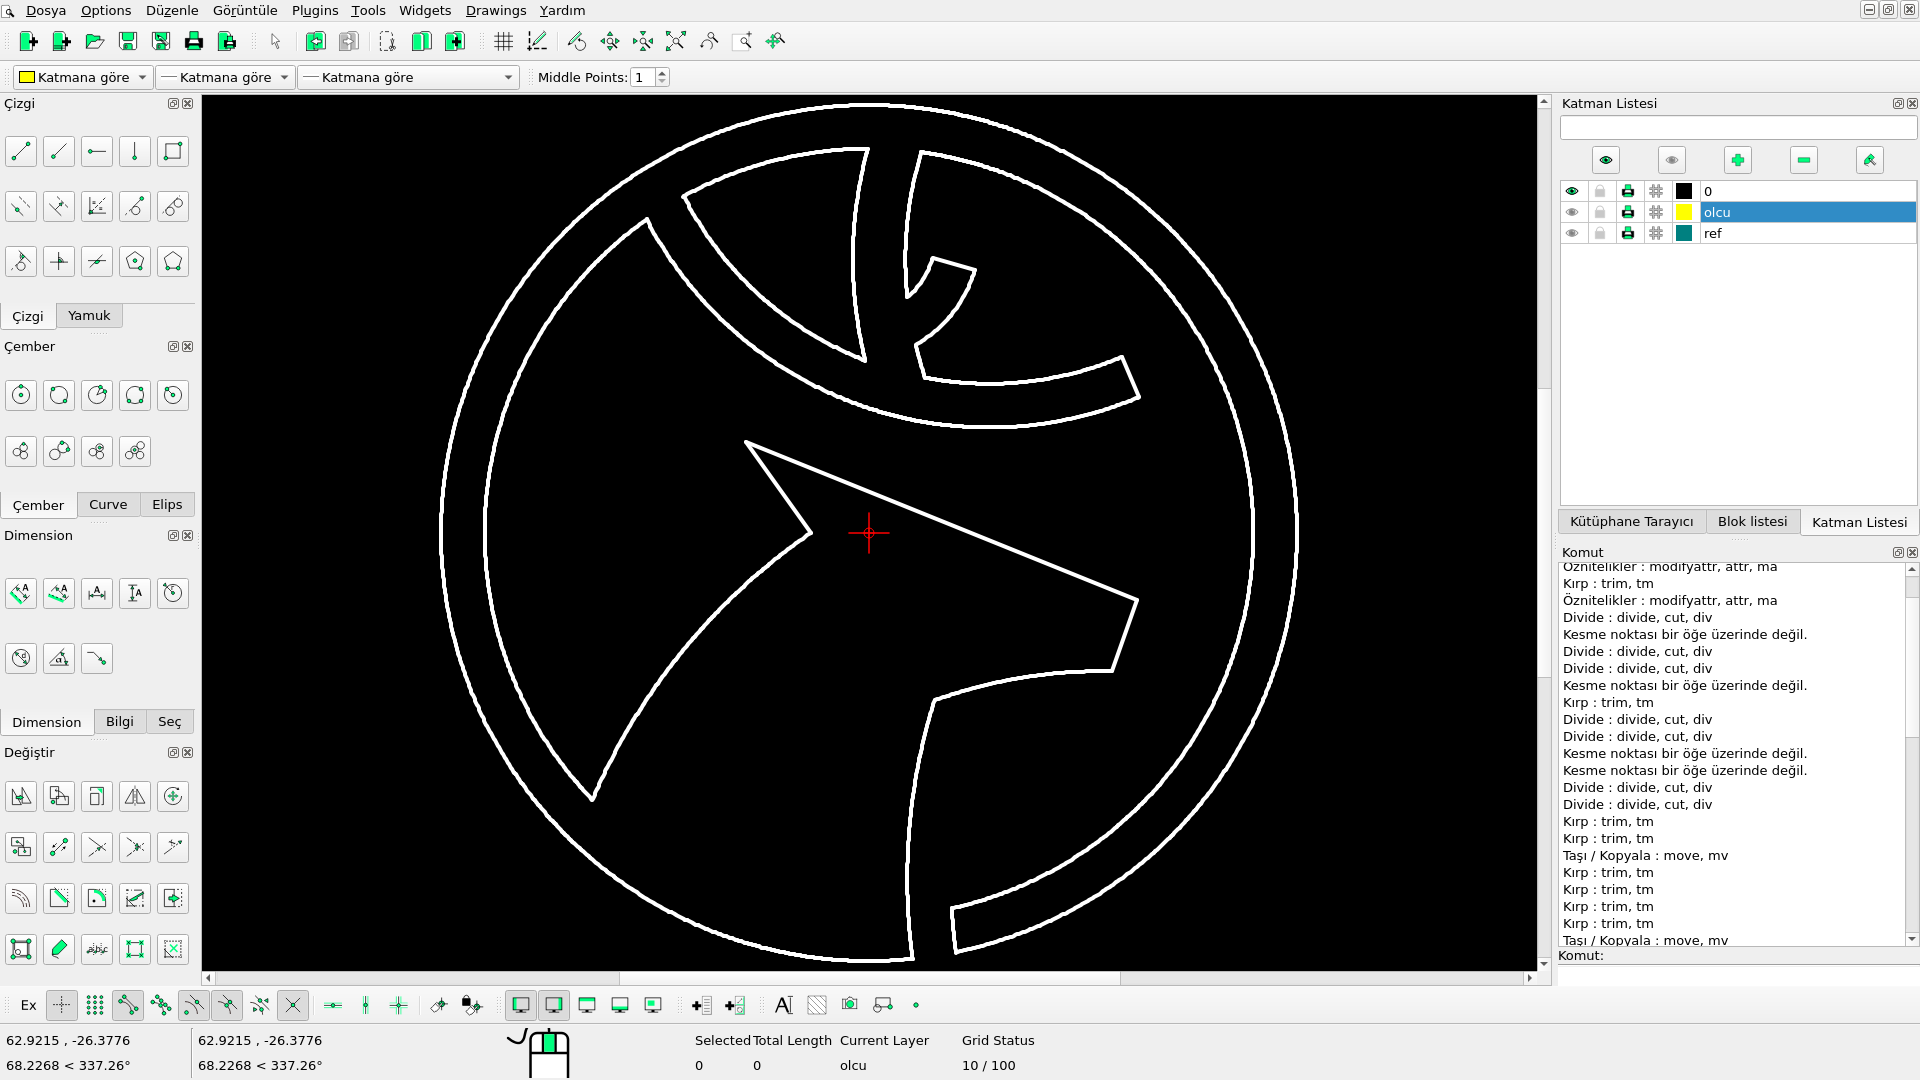 Dosya Options Düzenle Görüntüle Plugins Tools Widgets Drawings Yardım
Katmana göre Katmana göre Katmana göre Middle Points: 1
Çizgi
Çizgi Yamuk
Çember
Çember Curve Elips
Dimension
Dimension Bilgi Seç
Değiştir
Katman Listesi
0
olcu
ref
Kütüphane Tarayıcı Blok listesi Katman Listesi
Komut
Öznitelikler : modifyattr, attr, ma
Kırp : trim, tm
Öznitelikler : modifyattr, attr, ma
Divide : divide, cut, div
Kesme noktası bir öğe üzerinde değil.
Divide : divide, cut, div
Divide : divide, cut, div
Kesme noktası bir öğe üzerinde değil.
Kırp : trim, tm
Divide : divide, cut, div
Divide : divide, cut, div
Kesme noktası bir öğe üzerinde değil.
Kesme noktası bir öğe üzerinde değil.
Divide : divide, cut, div
Divide : divide, cut, div
Kırp : trim, tm
Kırp : trim, tm
Taşı / Kopyala : move, mv
Kırp : trim, tm
Kırp : trim, tm
Kırp : trim, tm
Kırp : trim, tm
Taşı / Kopyala : move, mv
Komut:
Ex
62.9215 , -26.3776 62.9215 , -26.3776 Selected Total Length Current Layer Grid Status
68.2268 < 337.26° 68.2268 < 337.26° 0 0 olcu 10 / 100